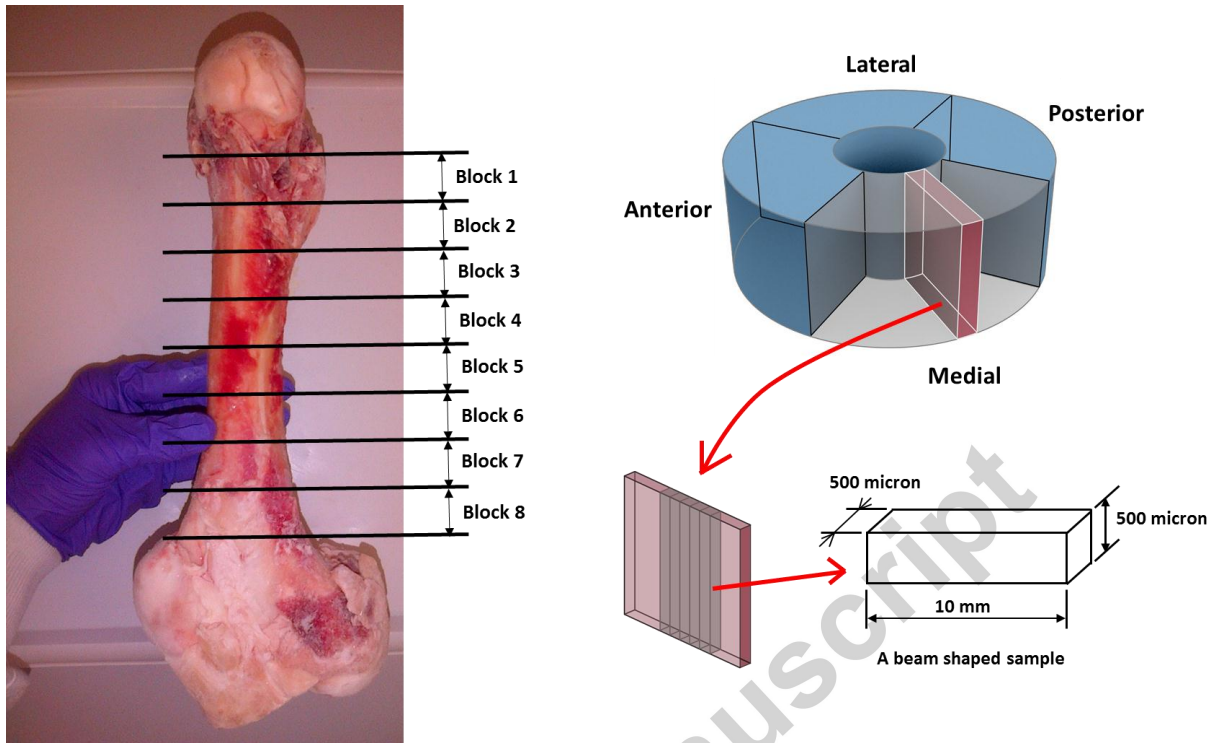 Block 1
Block 2
Block 3
Block 4
Block 5
Block 6
Block 7
Block 8
Lateral
Posterior
Anterior
Medial
500 micron
500 micron
10 mm
A beam shaped sample